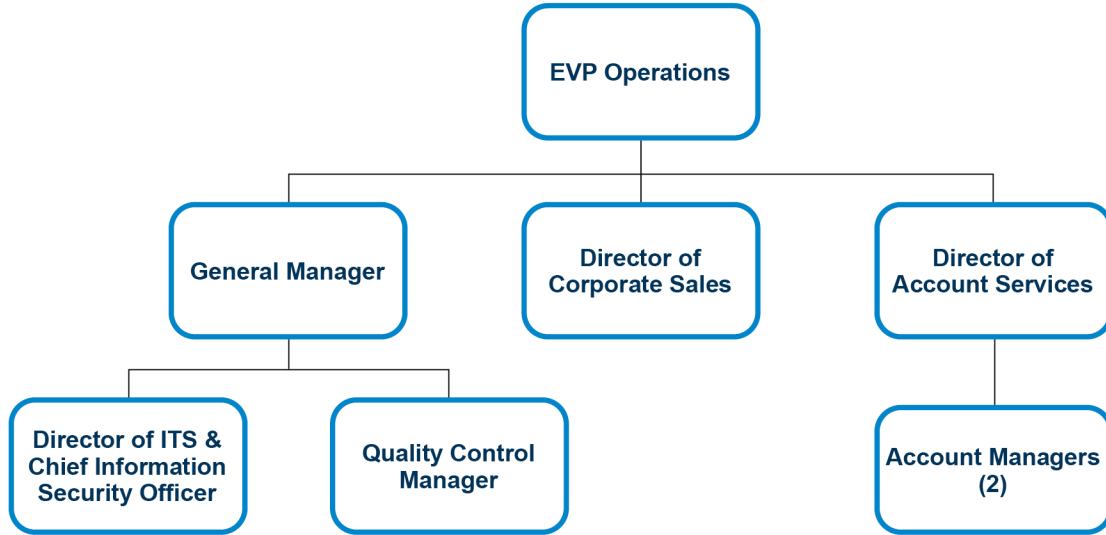 EVP Operations
General Manager
Director of
Corporate Sales
Director of
Account Services
Director of ITS &
Chief Information
Security Officer
Quality Control
Manager
Account Managers
(2)